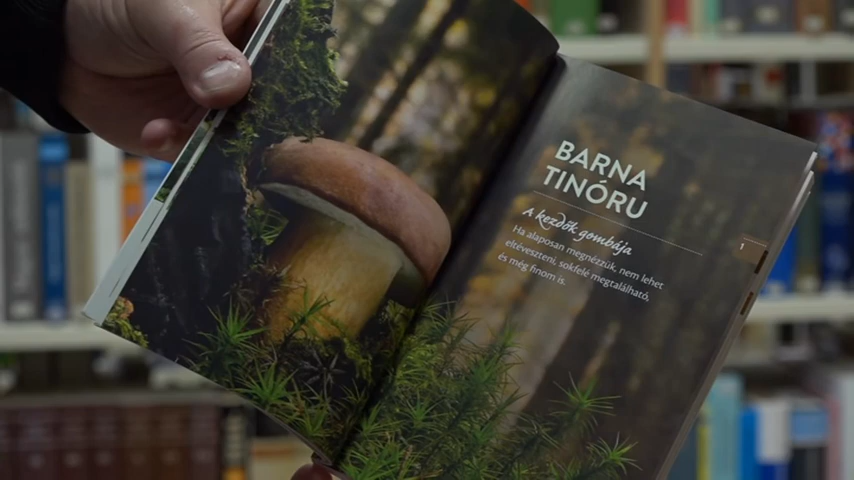 BARNA
TINÓRU
A kezdők gombája
Ha alaposan megnézzük, nem lehet
eltéveszteni, sokfelé megtalálható,
és még finom is.
1